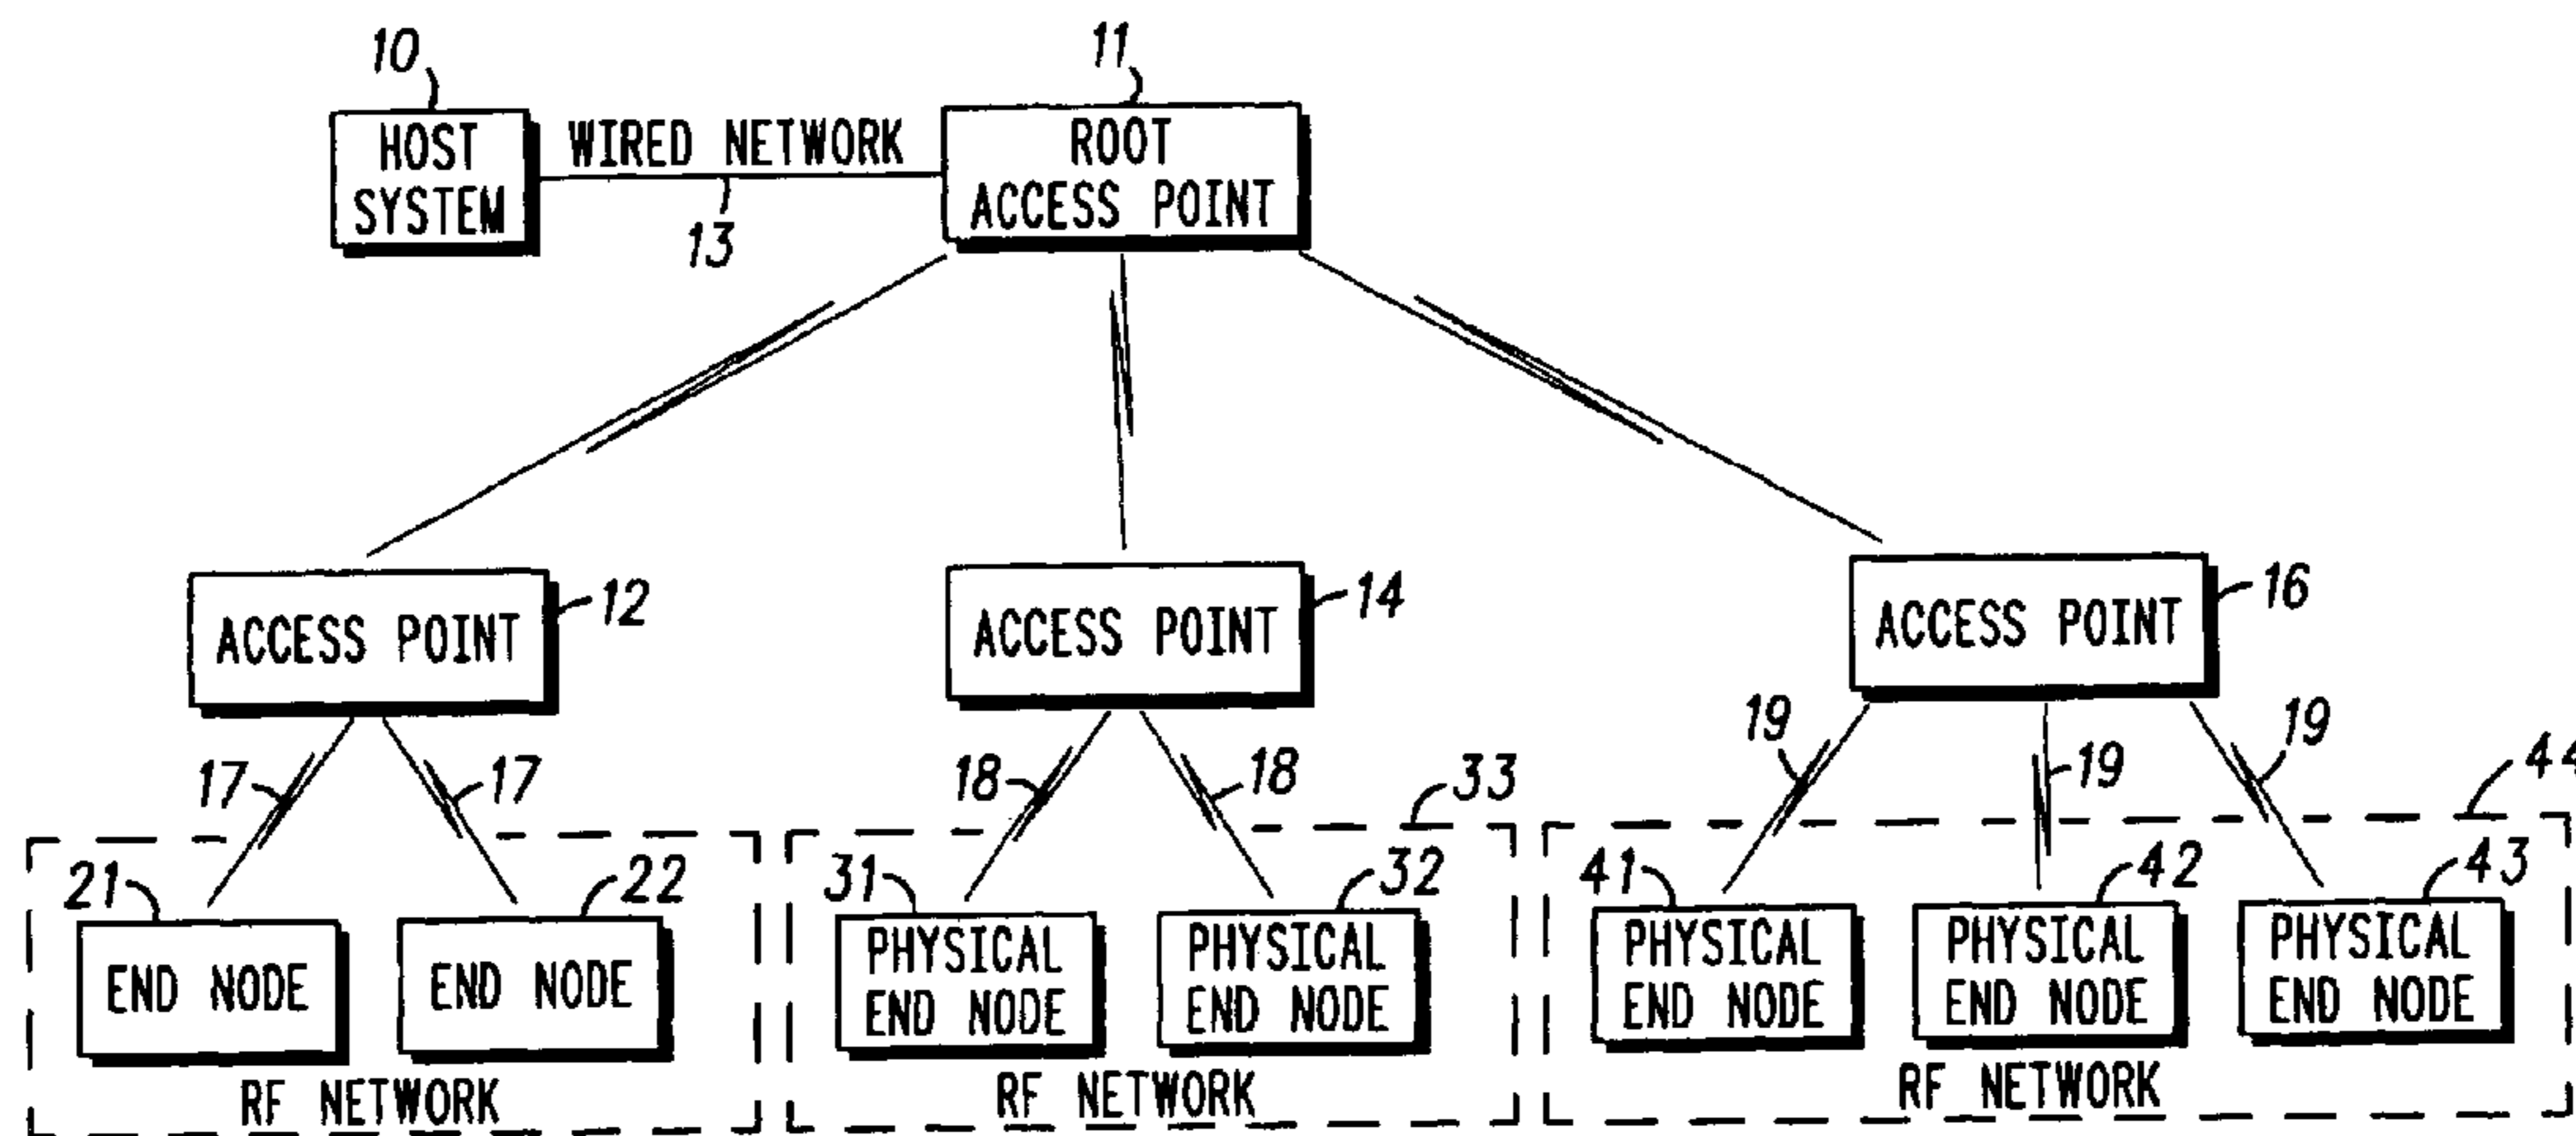 10
11
HOST
SYSTEM
WIRED NETWORK
13
ROOT
ACCESS POINT
ACCESS POINT
12
ACCESS POINT
14
ACCESS POINT
16
17
17
18
18
33
19
19
19
44
21
22
31
32
41
42
43
END NODE
END NODE
PHYSICAL
END NODE
PHYSICAL
END NODE
PHYSICAL
END NODE
PHYSICAL
END NODE
PHYSICAL
END NODE
RF NETWORK
RF NETWORK
RF NETWORK